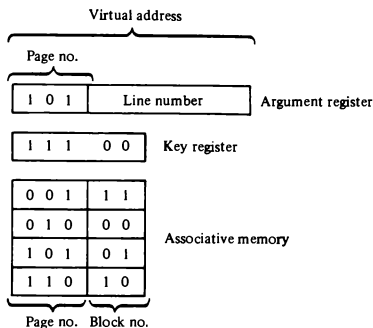 Virtual address
Page no.
1 0 1 Line number Argument register
1 1 1 0 0 Key register
0 0 1 1 1
0 1 0 0 0
Associative memory
1 0 1 0 1
1 1 0 1 0
Page no. Block no.